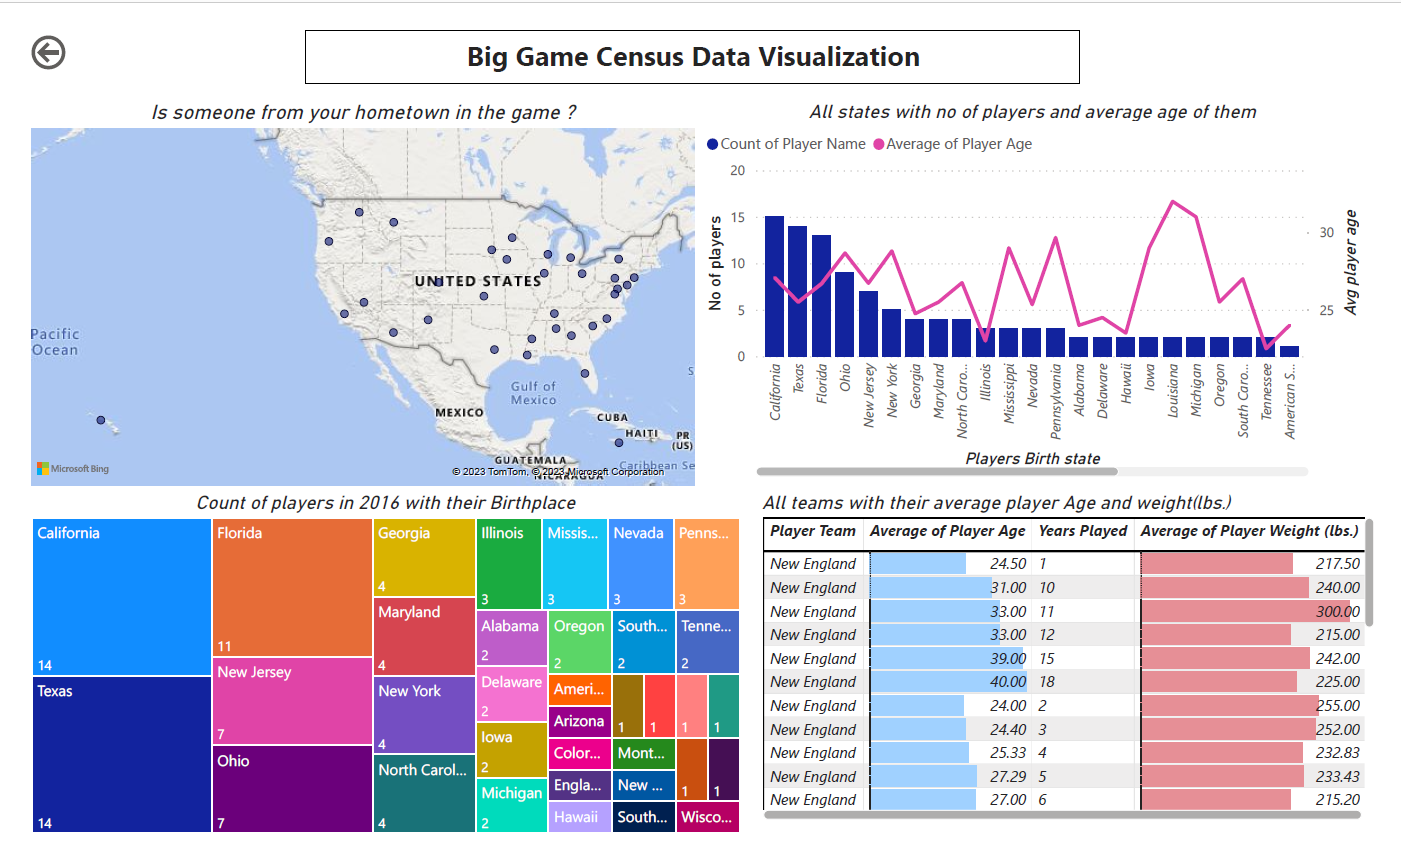 Big Game Census Data Visualization
Is someone from your hometown in the game ?
UNITED STATES
Pacific
Ocean
Gulf of
Mexico
MEXICO
CUBA
HAITI
PR
(US)
S
GUATEMALA
Caribbean Se
NICARAGUA
Microsoft Bing
© 2023 TomTom, © 2023 Microsoft Corporation
All states with no of players and average age of them
Count of Player Name
Average of Player Age
No of players
20
15
10
5
0
30
25
Avg player age
California
Texas
Florida
Ohio
New Jersey
New York
Georgia
Maryland
North Caro...
Illinois
Mississippi
Nevada
Pennsylvania
Alabama
Delaware
Hawaii
Iowa
Louisiana
Michigan
Oregon
South Caro...
Tennessee
American S...
Players Birth state
Count of players in 2016 with their Birthplace
California
14
Texas
14
Florida
11
New Jersey
7
Ohio
7
Georgia
4
Maryland
4
New York
4
North Carol...
4
Illinois
3
Missis...
3
Nevada
3
Penns...
3
Alabama
2
Delaware
2
Iowa
2
Michigan
2
Oregon
2
South...
2
Tenne...
2
Ameri...
Arizona
Color...
Engla...
Hawaii
1
1
1
1
Mont...
New ...
South...
1
1
Wisco...
All teams with their average player Age and weight(lbs.)
Player Team Average of Player Age Years Played Average of Player Weight (lbs.)
New England 24.50 1 217.50
New England 31.00 10 240.00
New England 33.00 11 300.00
New England 33.00 12 215.00
New England 39.00 15 242.00
New England 40.00 18 225.00
New England 24.00 2 255.00
New England 24.40 3 252.00
New England 25.33 4 232.83
New England 27.29 5 233.43
New England 27.00 6 215.20